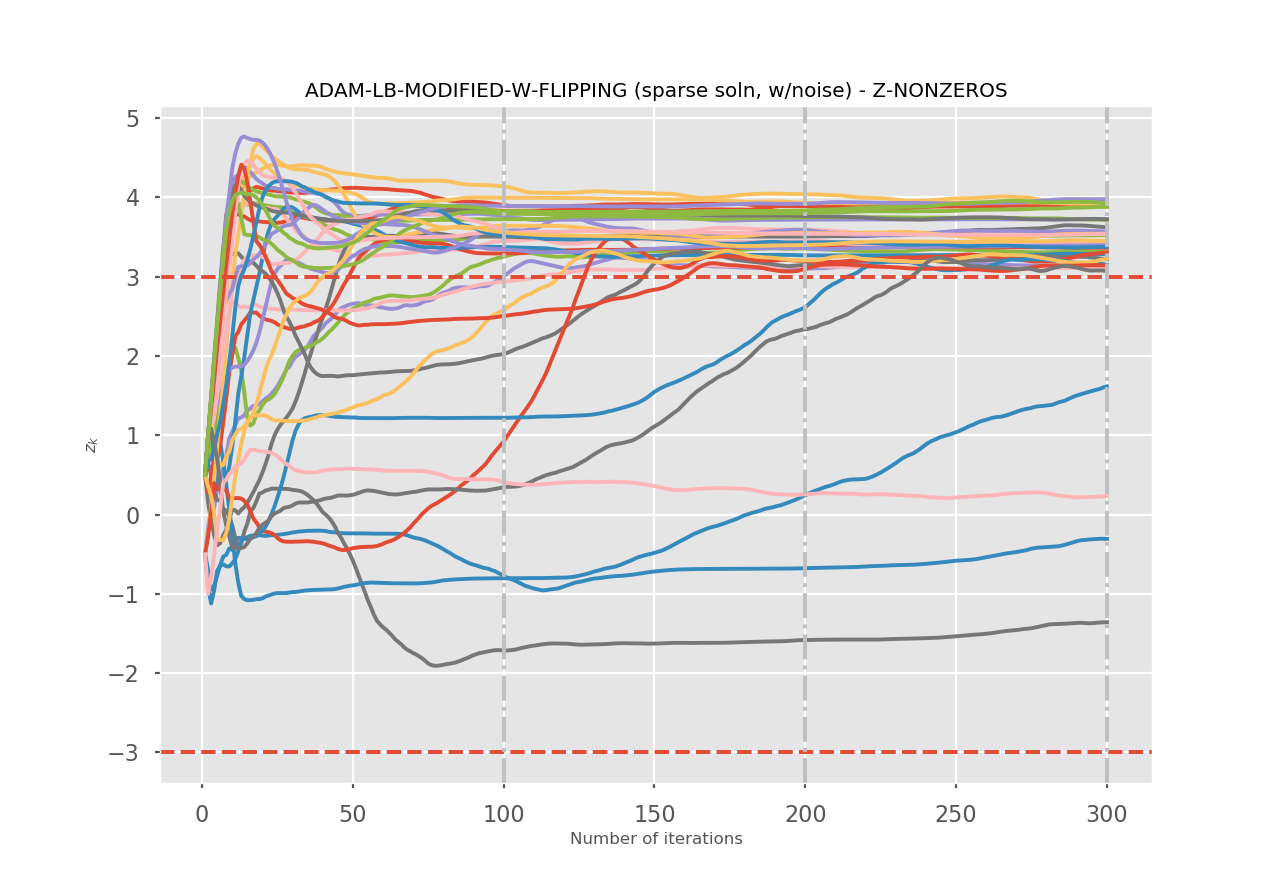 ADAM-LB-MODIFIED-W-FLIPPING (sparse soln, w/noise) - Z-NONZEROS
5
4
3
2
1
0
−1
−2
−3
z_k
0 50 100 150 200 250 300
Number of iterations